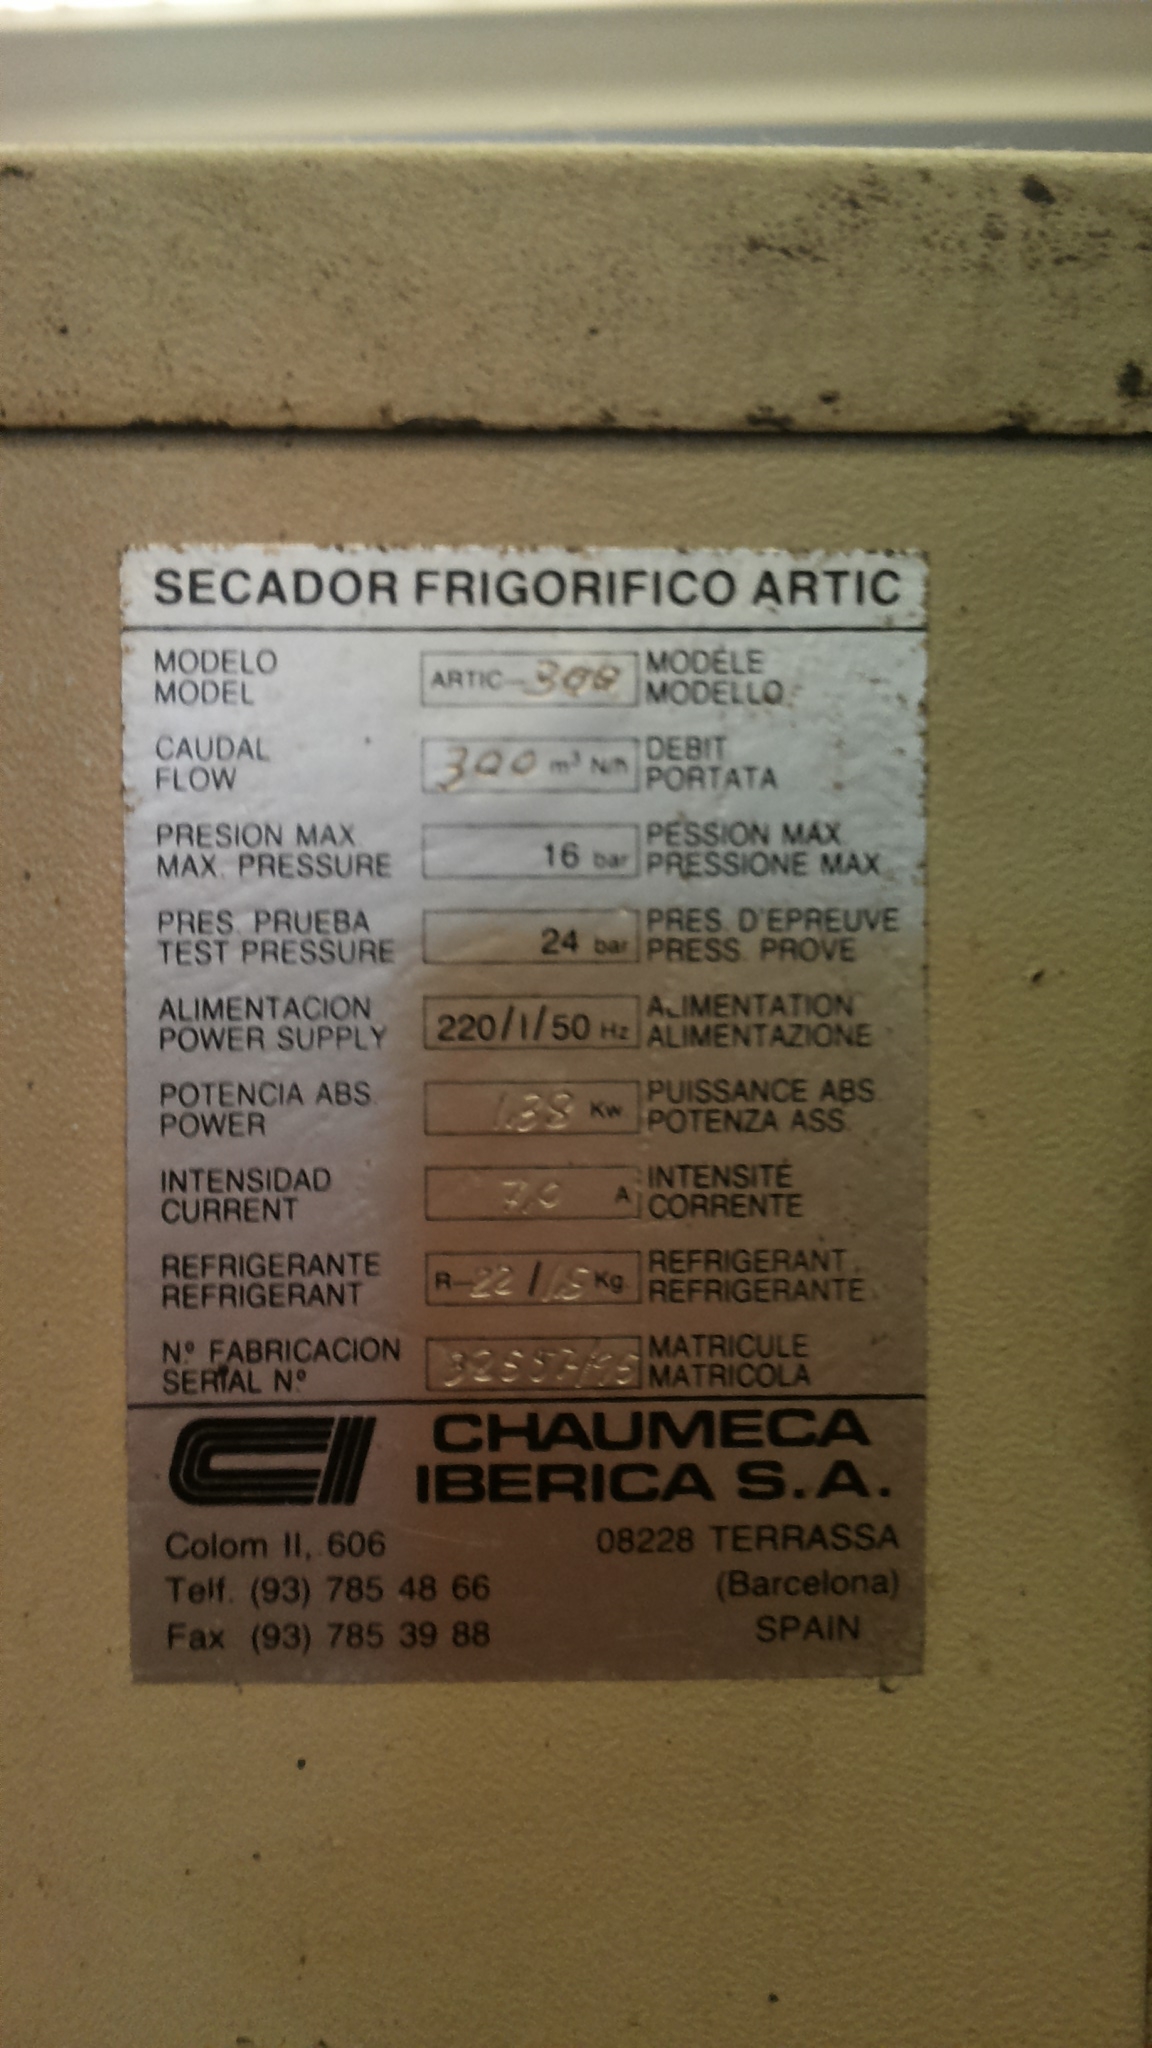 SECADOR FRIGORIFICO ARTIC
MODELO ARTIC-300 MODÉLE
MODEL MODELLO
CAUDAL 300 m³ N/h DEBIT
FLOW PORTATA
PRESION MAX. 16 bar PESSION MAX.
MAX. PRESSURE PRESSIONE MAX.
PRES. PRUEBA 24 bar PRES. D'EPREUVE
TEST PRESSURE PRESS. PROVE
ALIMENTACION 220/1/50 Hz ALIMENTATION
POWER SUPPLY ALIMENTAZIONE
POTENCIA ABS. 1,38 Kw PUISSANCE ABS.
POWER POTENZA ASS.
INTENSIDAD 7,0 A INTENSITÉ
CURRENT CORRENTE
REFRIGERANTE R-22 /1,5 Kg. REFRIGERANT.
REFRIGERANT REFRIGERANTE.
N.º FABRICACION MATRICULE
SERIAL N.º MATRICOLA
CHAUMECA
IBERICA S.A.
Colom II, 606 08228 TERRASSA
Telf. (93) 785 48 66 (Barcelona)
Fax (93) 785 39 88 SPAIN